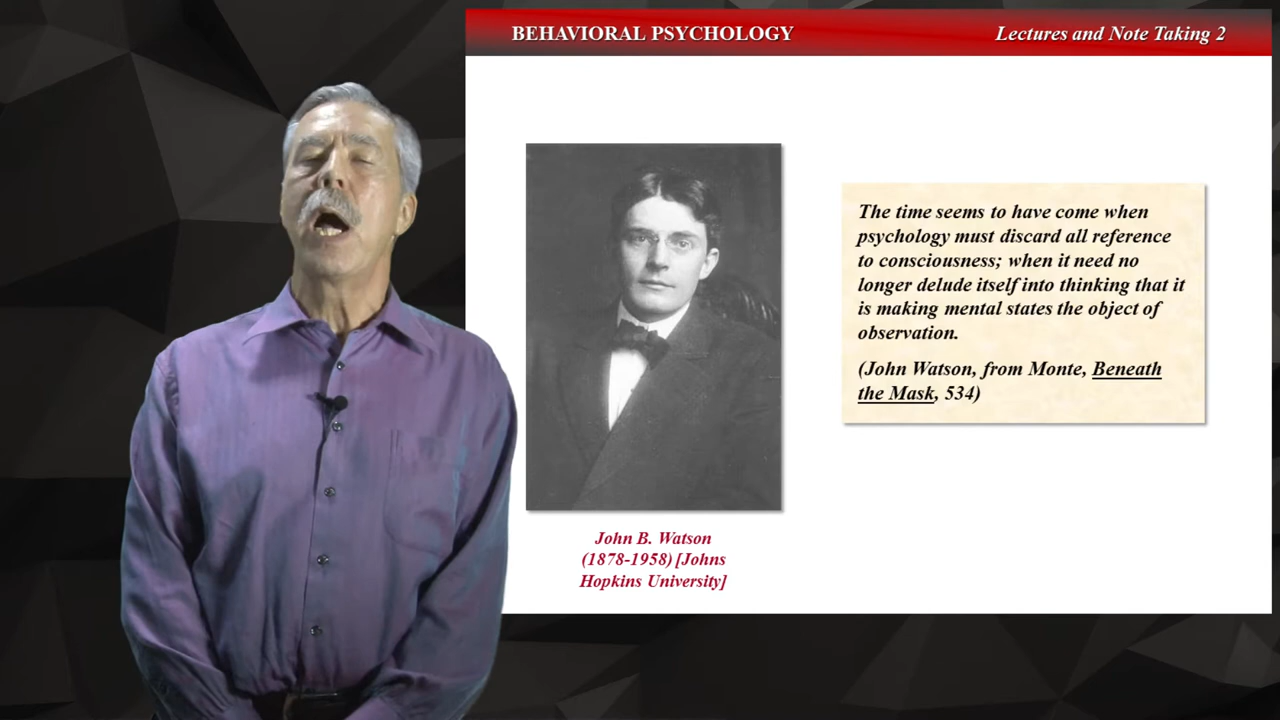 BEHAVIORAL PSYCHOLOGY
Lectures and Note Taking 2
The time seems to have come when
psychology must discard all reference
to consciousness; when it need no
longer delude itself into thinking that it
is making mental states the object of
observation.
(John Watson, from Monte, Beneath
the Mask, 534)
John B. Watson
(1878-1958) [Johns
Hopkins University]